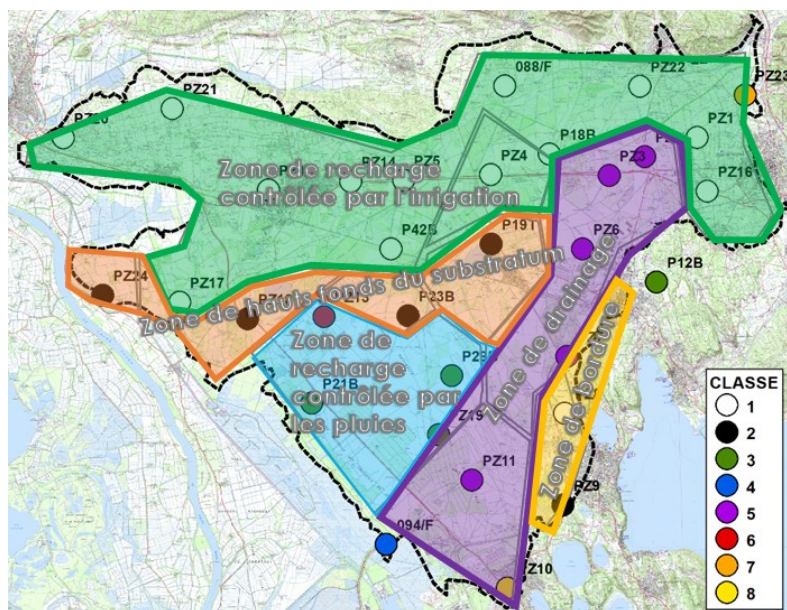 088/F
PZ22
PZ23
PZ21
PZ20
P18B
PZ1
PZ3
PZ14
PZ5
PZ4
PZ16
Zone de recharge
contrôlée par l'irrigation
P42B
P19T
PZ6
PZ24
PZ17
P12B
Zone de hauts fonds du substratum
P23B
Zone de drainage
Zone de
recharge
contrôlée par
les pluies
P21B
Zone de bordure
PZ11
PZ9
094/F
CLASSE
1
2
3
4
5
6
7
8